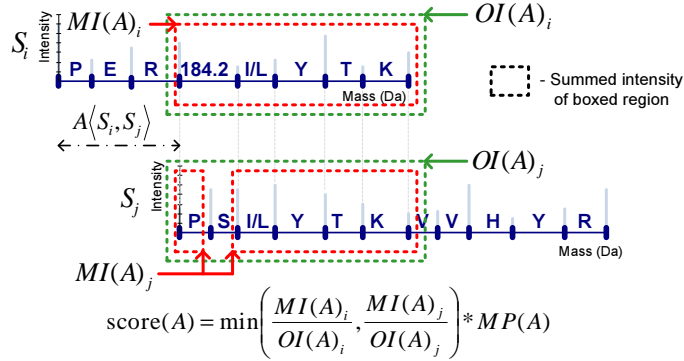 MI(A)_i
OI(A)_i
S_i
Intensity
P E R 184.2 I/L Y T K
Mass (Da)
- Summed intensity
of boxed region
A⟨S_i, S_j⟩
OI(A)_j
S_j
Intensity
P S I/L Y T K V V H Y R
Mass (Da)
MI(A)_j
score(A) = min(MI(A)_i / OI(A)_i, MI(A)_j / OI(A)_j) * MP(A)